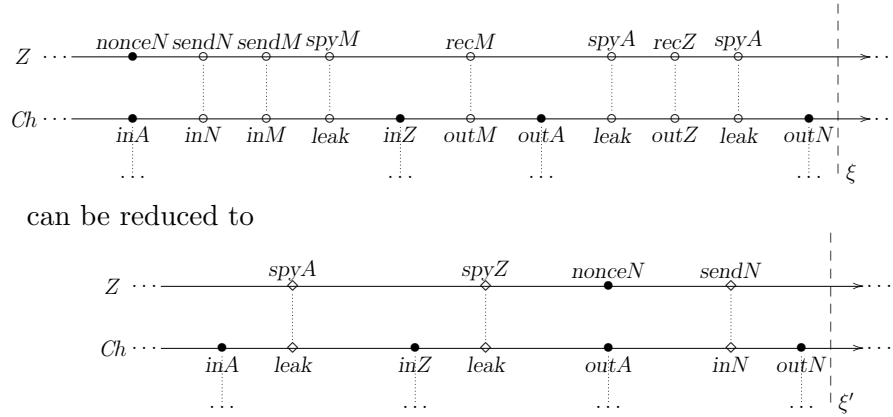 nonceN sendN sendM spyM recM spyA recZ spyA
Z ··· ···
Ch ··· ···
inA inN inM leak inZ outM outA leak outZ leak outN
... ... ... ... ξ
can be reduced to
spyA spyZ nonceN sendN
Z ··· ···
Ch ··· ···
inA leak inZ leak outA inN outN
... ... ... ... ξ′